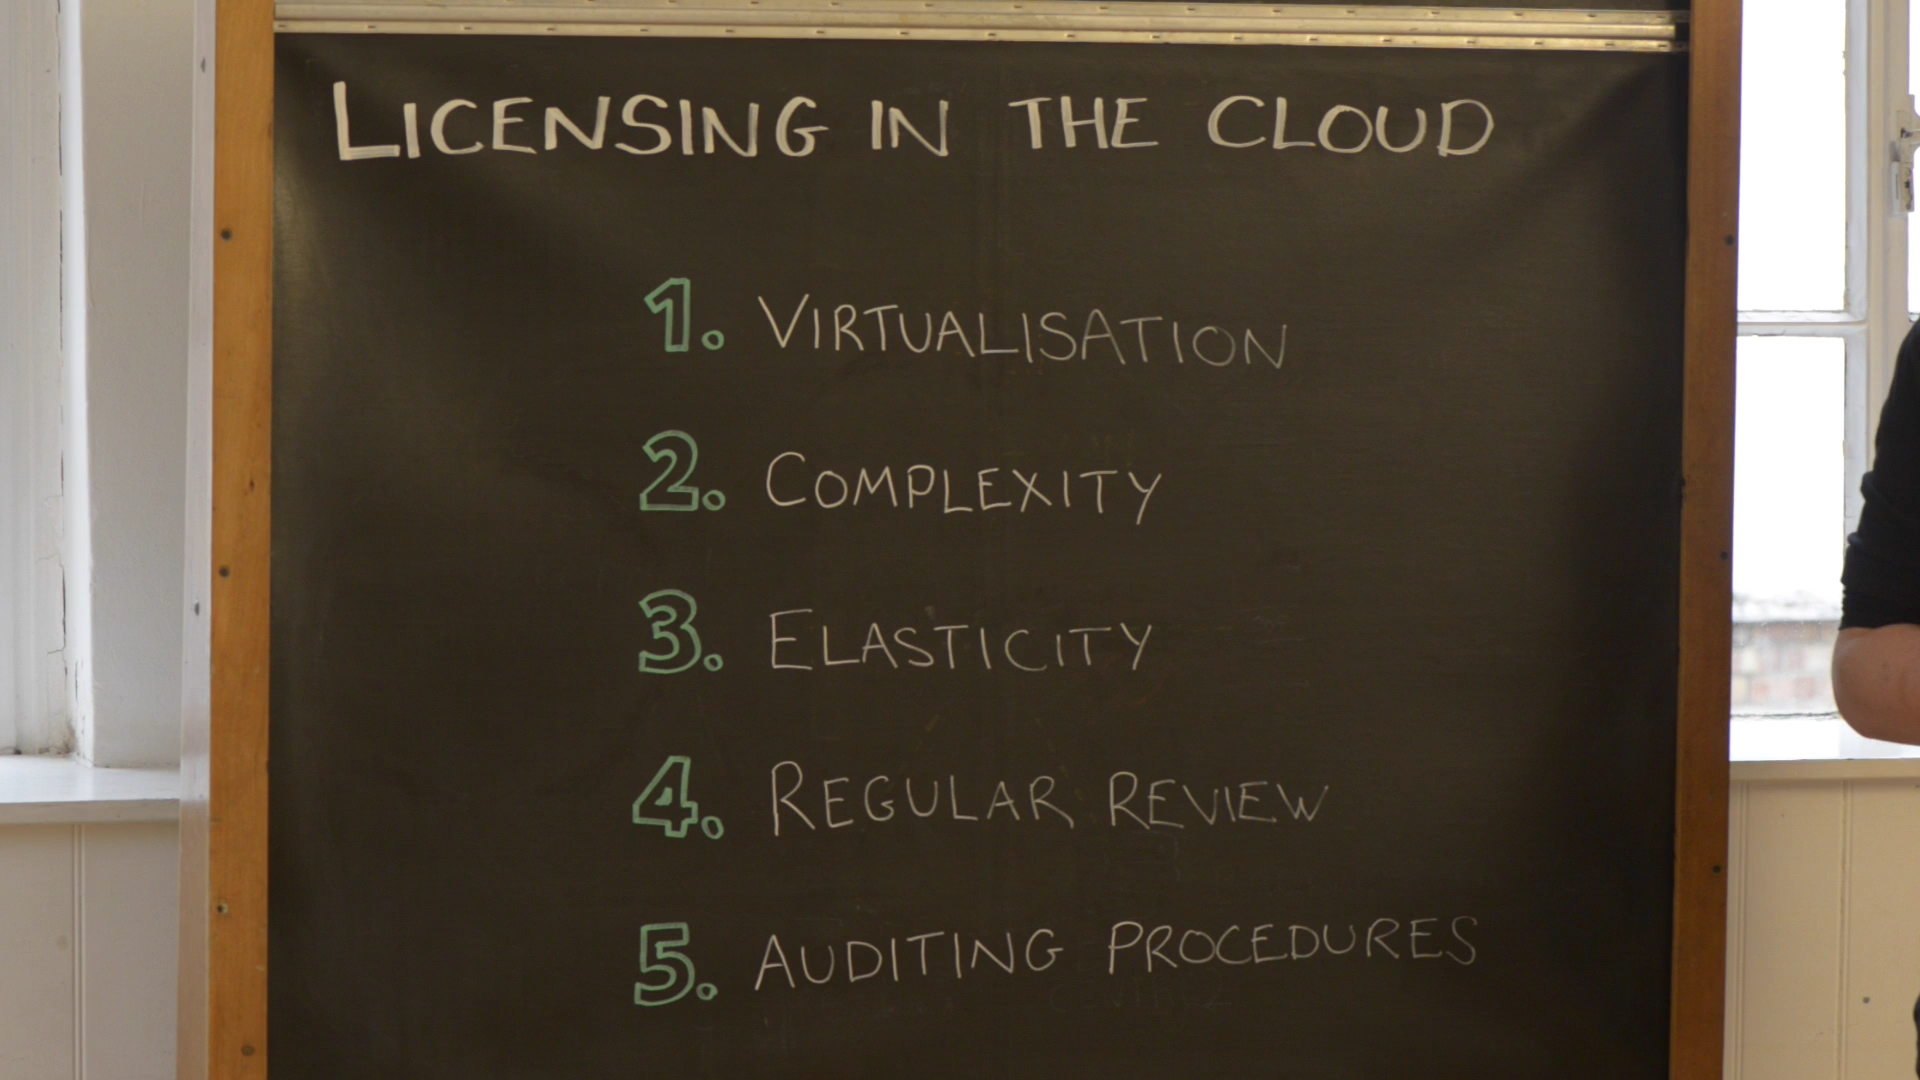 LICENSING IN THE CLOUD
1. VIRTUALISATION
2. COMPLEXITY
3. ELASTICITY
4. REGULAR REVIEW
5. AUDITING PROCEDURES